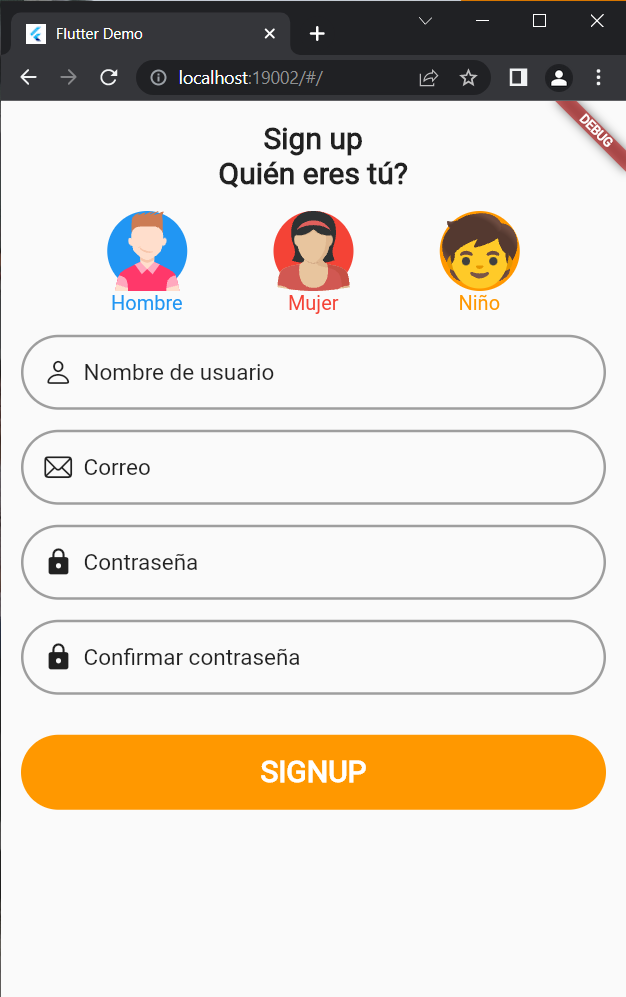 Flutter Demo
localhost:19002/#/
DEBUG
Sign up
Quién eres tú?
Hombre
Mujer
Niño
Nombre de usuario
Correo
Contraseña
Confirmar contraseña
SIGNUP